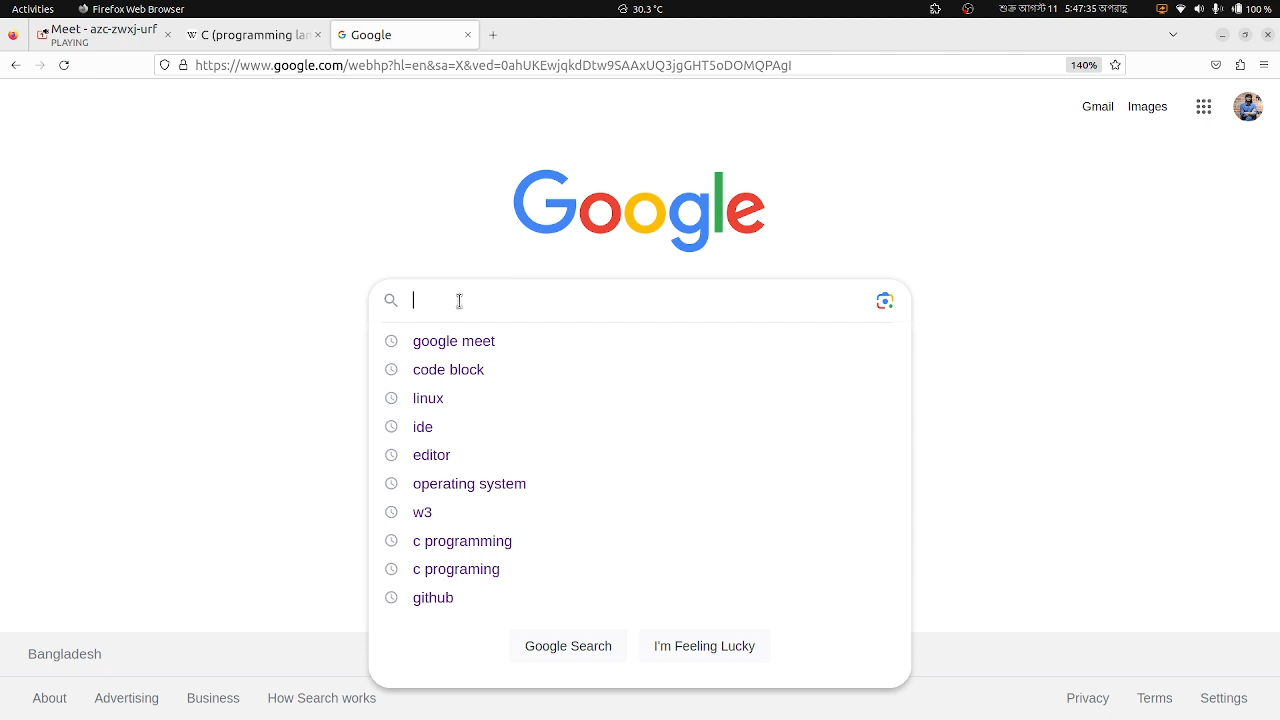 Activities Firefox Web Browser 30.3 °C শুক্র আগস্ট 11 5:47:35 অপরাহ্ণ 100 %
Meet - azc-zwxj-urf
PLAYING
W C (programming lan
G Google
https://www.google.com/webhp?hl=en&sa=X&ved=0ahUKEwjqkdDtw9SAAxUQ3jgGHT5oDOMQPAgI 140%
Gmail Images
Google
google meet
code block
linux
ide
editor
operating system
w3
c programming
c programing
github
Google Search I'm Feeling Lucky
Bangladesh
About Advertising Business How Search works Privacy Terms Settings